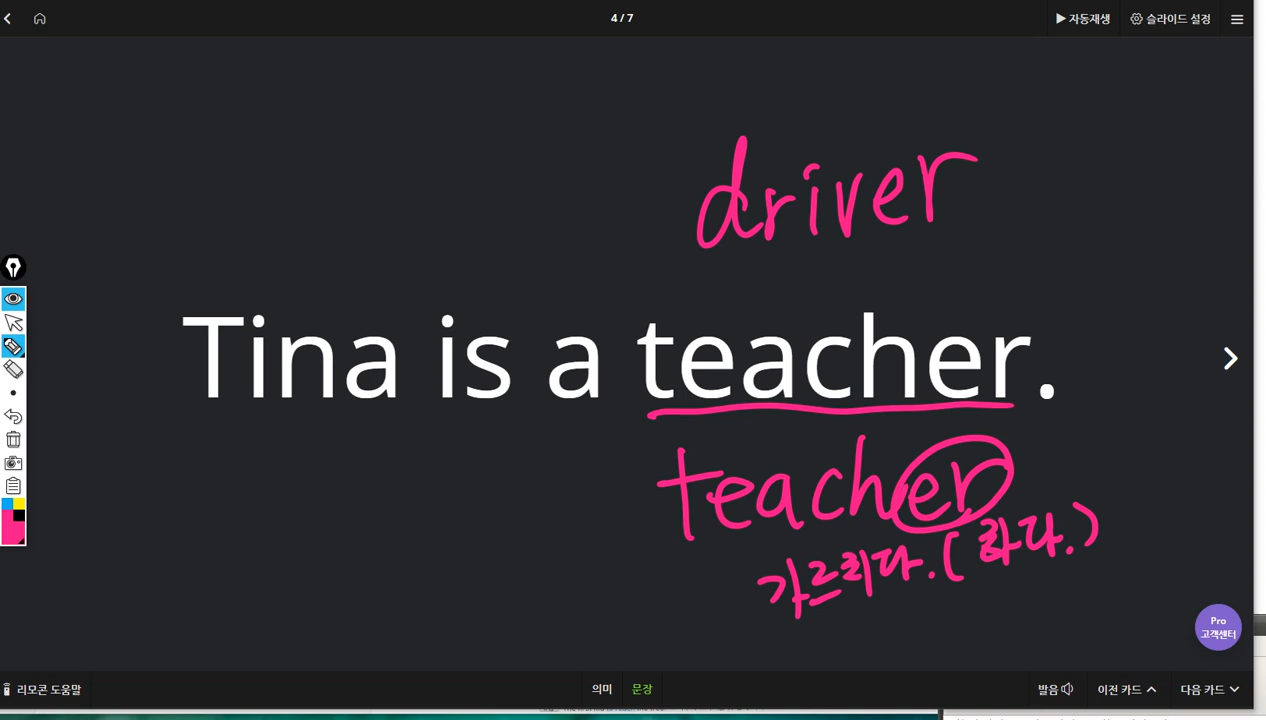 4 / 7
자동재생
슬라이드 설정
driver
Tina is a teacher.
teacher
가르치다. (하다.)
Pro
고객센터
리모콘 도움말
의미
문장
발음
이전 카드
다음 카드